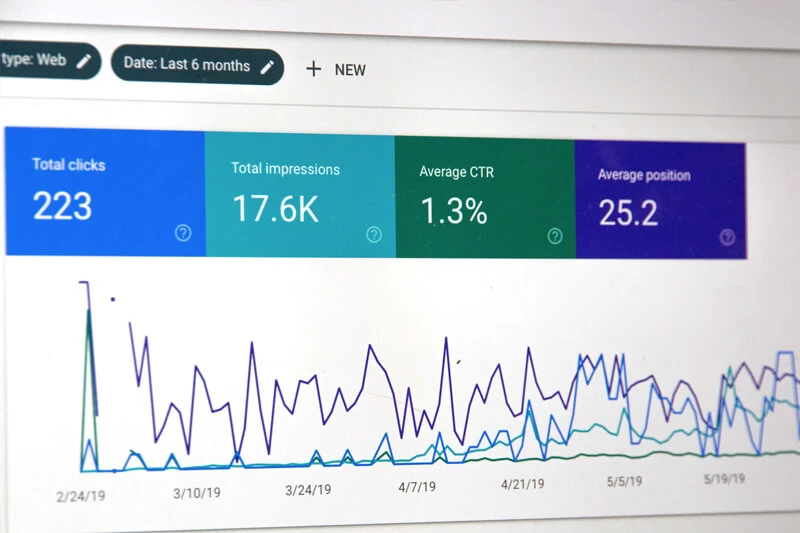 type: Web
Date: Last 6 months
+ NEW
Total clicks
223
Total impressions
17.6K
Average CTR
1.3%
Average position
25.2
2/24/19
3/10/19
3/24/19
4/7/19
4/21/19
5/5/19
5/19/19